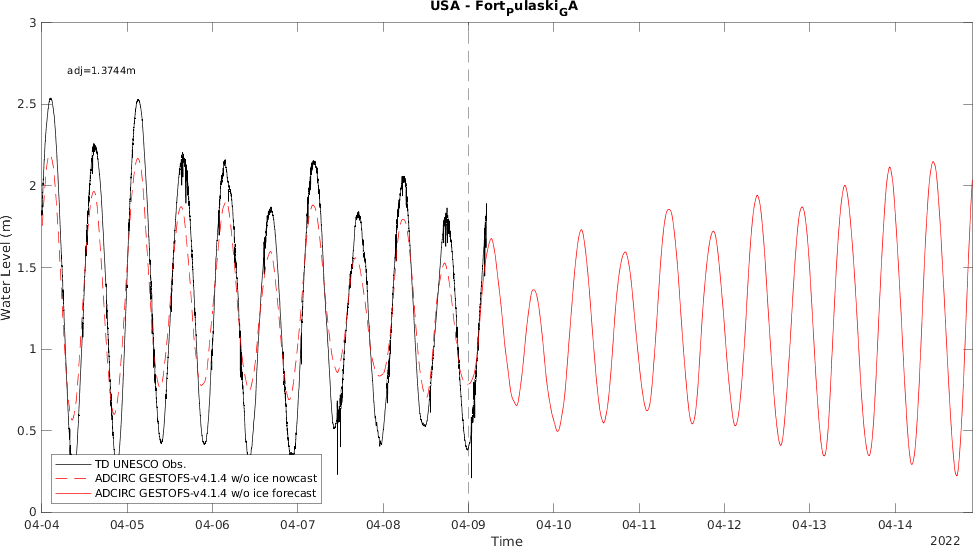 USA - FortPulaskiGA
3
adj=1.3744m
2.5
2
1.5
1
0.5
0
Water Level (m)
TD UNESCO Obs.
ADCIRC GESTOFS-v4.1.4 w/o ice nowcast
ADCIRC GESTOFS-v4.1.4 w/o ice forecast
04-04 04-05 04-06 04-07 04-08 04-09 04-10 04-11 04-12 04-13 04-14
Time
2022